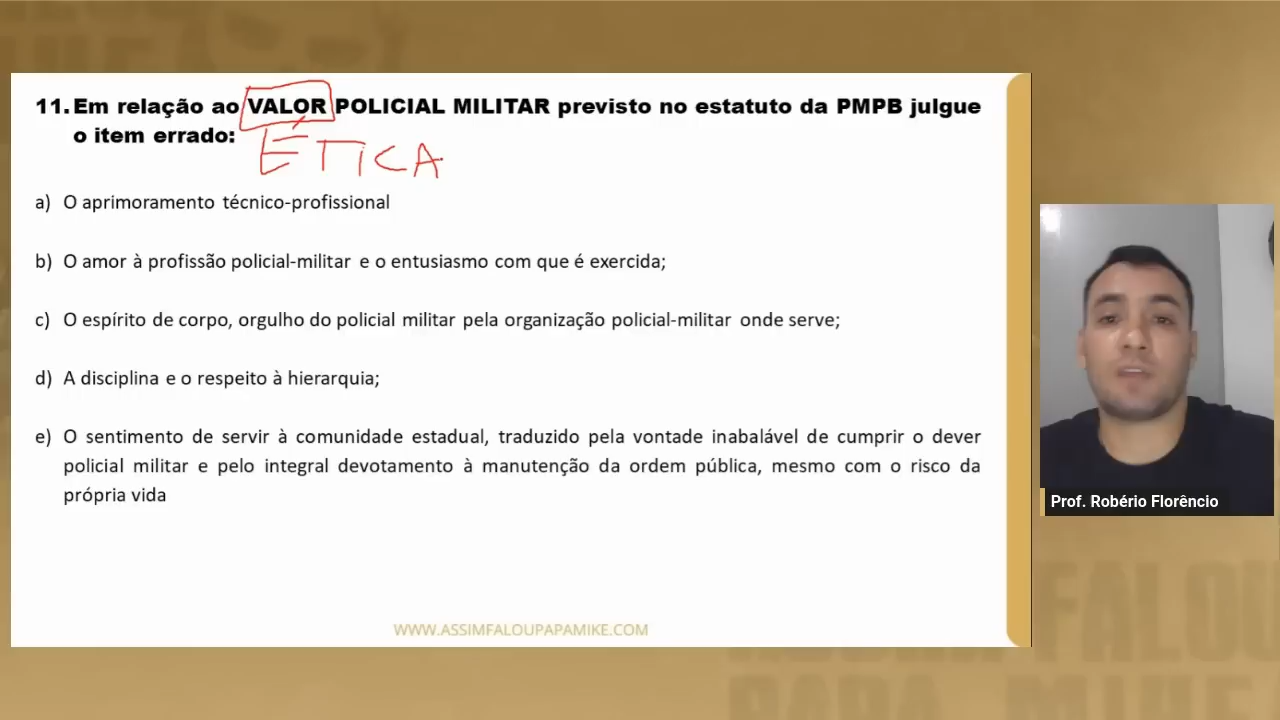 11. Em relação ao VALOR POLICIAL MILITAR previsto no estatuto da PMPB julgue
o item errado:
ÉTICA
a) O aprimoramento técnico-profissional
b) O amor à profissão policial-militar e o entusiasmo com que é exercida;
c) O espírito de corpo, orgulho do policial militar pela organização policial-militar onde serve;
d) A disciplina e o respeito à hierarquia;
e) O sentimento de servir à comunidade estadual, traduzido pela vontade inabalável de cumprir o dever
policial militar e pelo integral devotamento à manutenção da ordem pública, mesmo com o risco da
própria vida
Prof. Robério Florêncio
WWW.ASSIMFALOUPAPAMIKE.COM